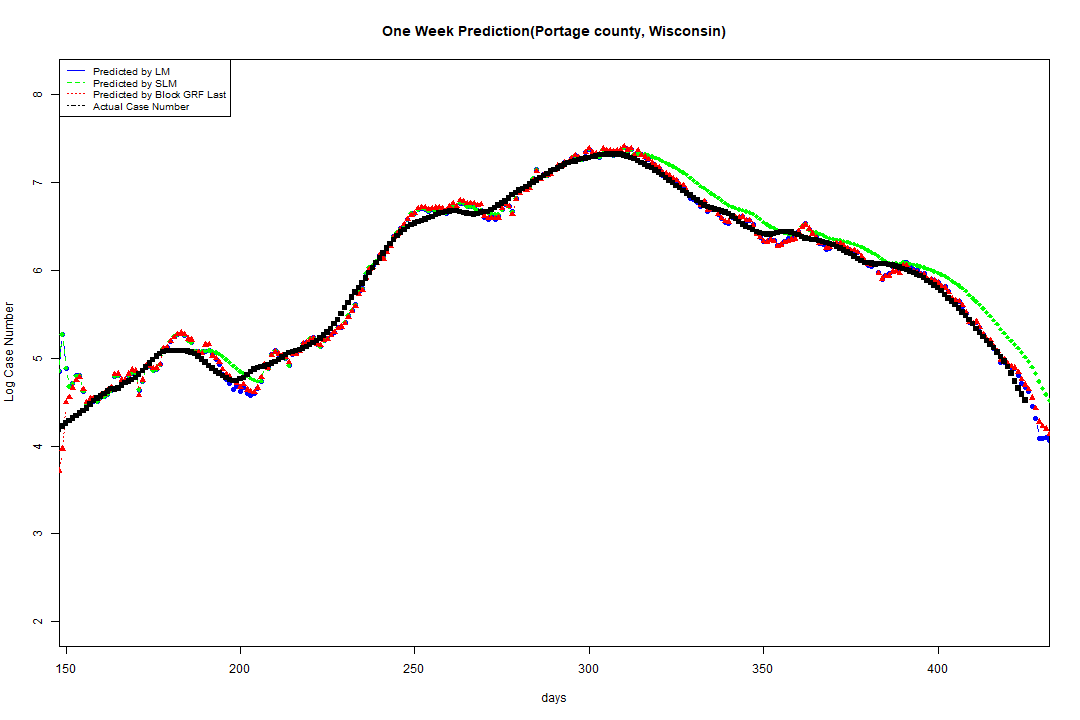 One Week Prediction(Portage county, Wisconsin)
Predicted by LM
Predicted by SLM
Predicted by Block GRF Last
Actual Case Number
8
7
6
5
4
3
2
Log Case Number
150 200 250 300 350 400
days